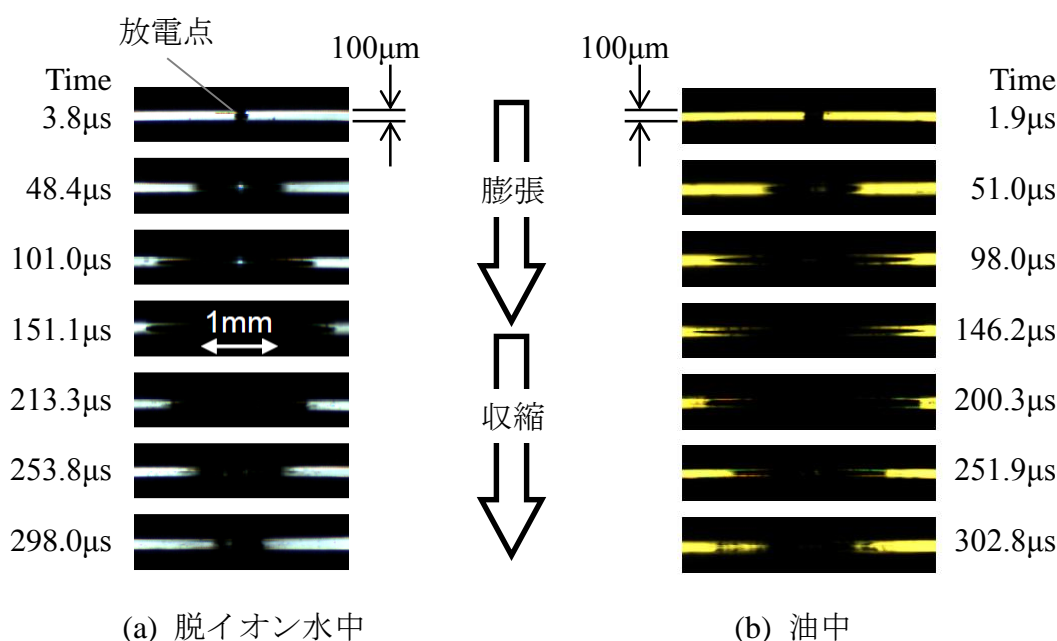 放電点
100μm
100μm
Time
Time
3.8μs
1.9μs
48.4μs
膨張
51.0μs
101.0μs
98.0μs
151.1μs
1mm
146.2μs
213.3μs
収縮
200.3μs
253.8μs
251.9μs
298.0μs
302.8μs
(a) 脱イオン水中
(b) 油中